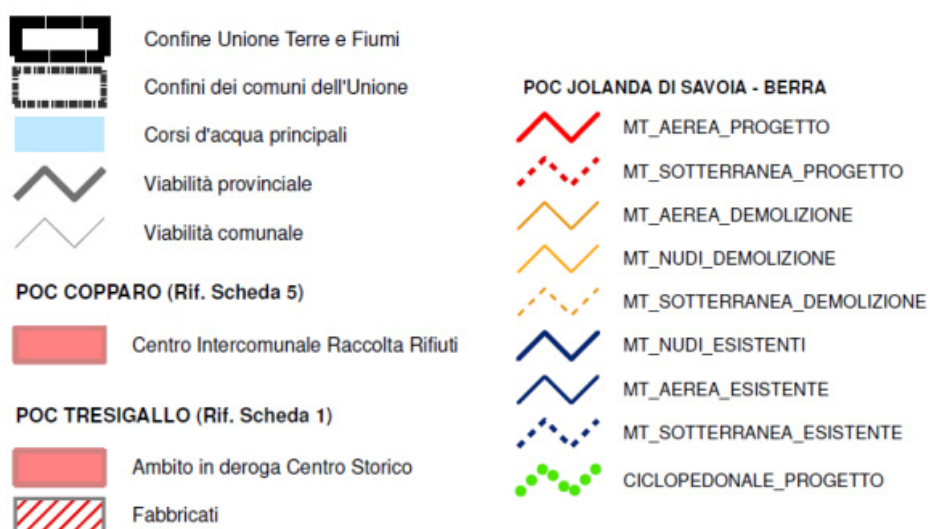 Confine Unione Terre e Fiumi
Confini dei comuni dell'Unione
Corsi d'acqua principali
Viabilità provinciale
Viabilità comunale
POC COPPARO (Rif. Scheda 5)
Centro Intercomunale Raccolta Rifiuti
POC TRESIGALLO (Rif. Scheda 1)
Ambito in deroga Centro Storico
Fabbricati
POC JOLANDA DI SAVOIA - BERRA
MT_AEREA_PROGETTO
MT_SOTTERRANEA_PROGETTO
MT_AEREA_DEMOLIZIONE
MT_NUDI_DEMOLIZIONE
MT_SOTTERRANEA_DEMOLIZIONE
MT_NUDI_ESISTENTI
MT_AEREA_ESISTENTE
MT_SOTTERRANEA_ESISTENTE
CICLOPEDONALE_PROGETTO